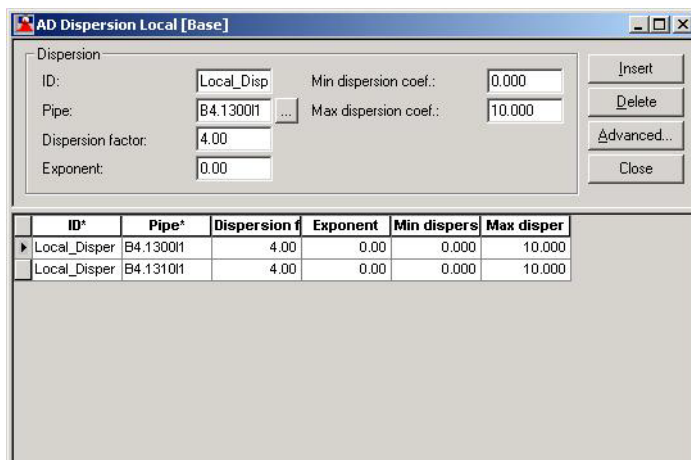 AD Dispersion Local [Base]
Dispersion
ID: Local_Disp Min dispersion coef.: 0.000
Pipe: B4.1300l1 ... Max dispersion coef.: 10.000
Dispersion factor: 4.00
Exponent: 0.00
Insert
Delete
Advanced...
Close
ID* Pipe* Dispersion f Exponent Min dispers Max disper
Local_Disper B4.1300l1 4.00 0.00 0.000 10.000
Local_Disper B4.1310l1 4.00 0.00 0.000 10.000